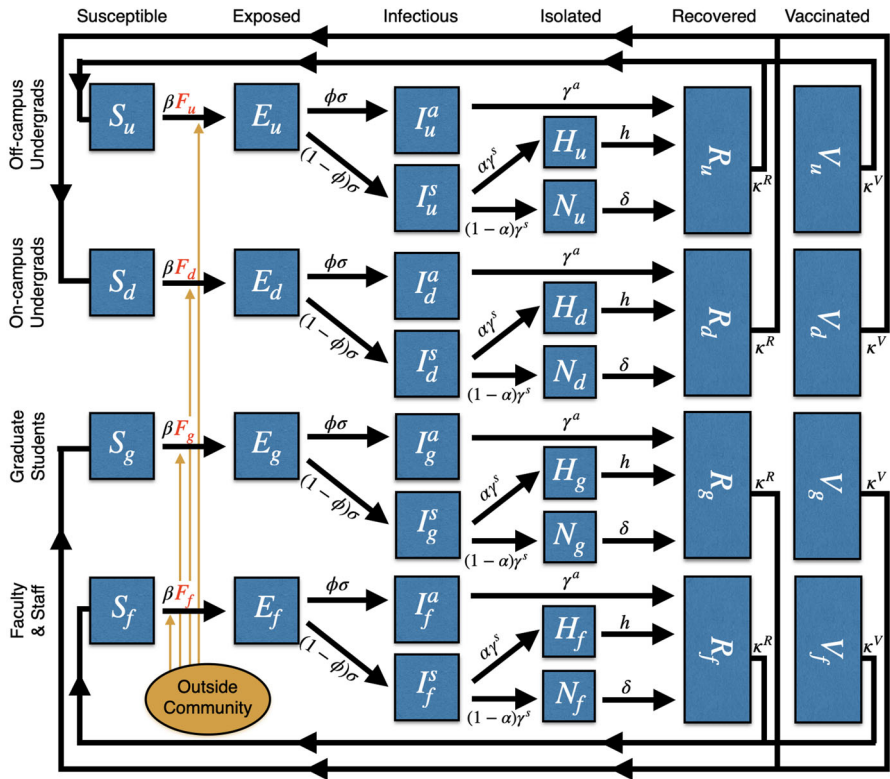 Susceptible Exposed Infectious Isolated Recovered Vaccinated
Off-campus
Undergrads
S_u βF_u E_u ϕσ (1 − ϕ)σ I_u^a I_u^s γ^a αγ^s (1 − α)γ^s H_u h N_u δ R_u κ^R V_u κ^V
On-campus
Undergrads
S_d βF_d E_d ϕσ (1 − ϕ)σ I_d^a I_d^s γ^a αγ^s (1 − α)γ^s H_d h N_d δ R_d κ^R V_d κ^V
Graduate
Students
S_g βF_g E_g ϕσ (1 − ϕ)σ I_g^a I_g^s γ^a αγ^s (1 − α)γ^s H_g h N_g δ R_g κ^R V_g κ^V
Faculty
& Staff
S_f βF_f E_f ϕσ (1 − ϕ)σ I_f^a I_f^s γ^a αγ^s (1 − α)γ^s H_f h N_f δ R_f κ^R V_f κ^V
Outside
Community